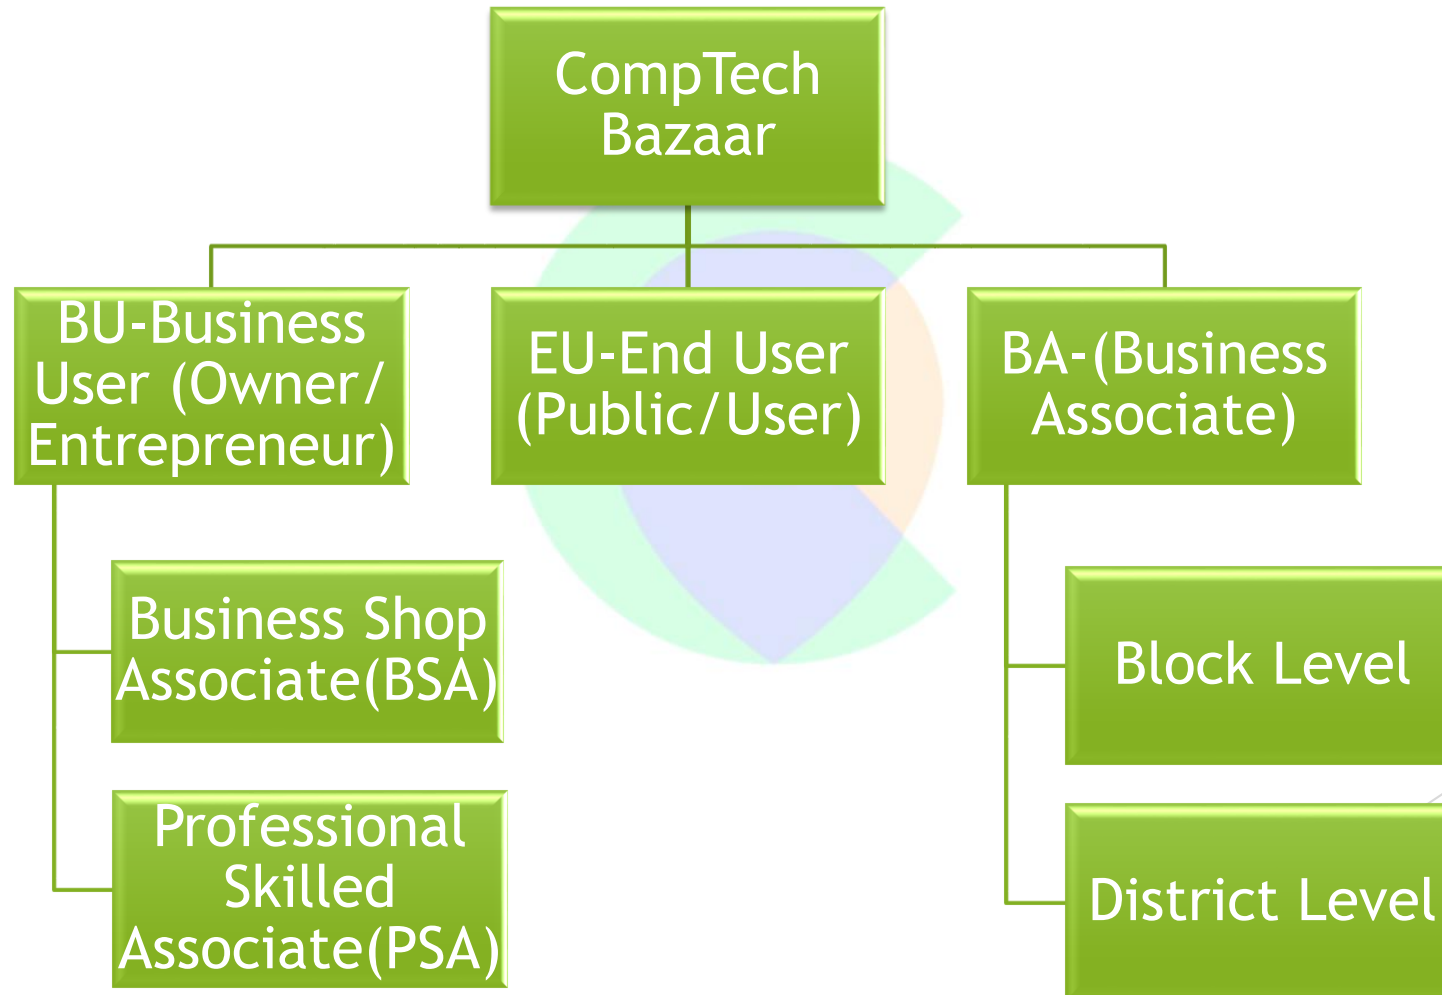 CompTech
Bazaar
BU-Business
User (Owner/
Entrepreneur)
EU-End User
(Public/User)
BA-(Business
Associate)
Business Shop
Associate(BSA)
Professional
Skilled
Associate(PSA)
Block Level
District Level